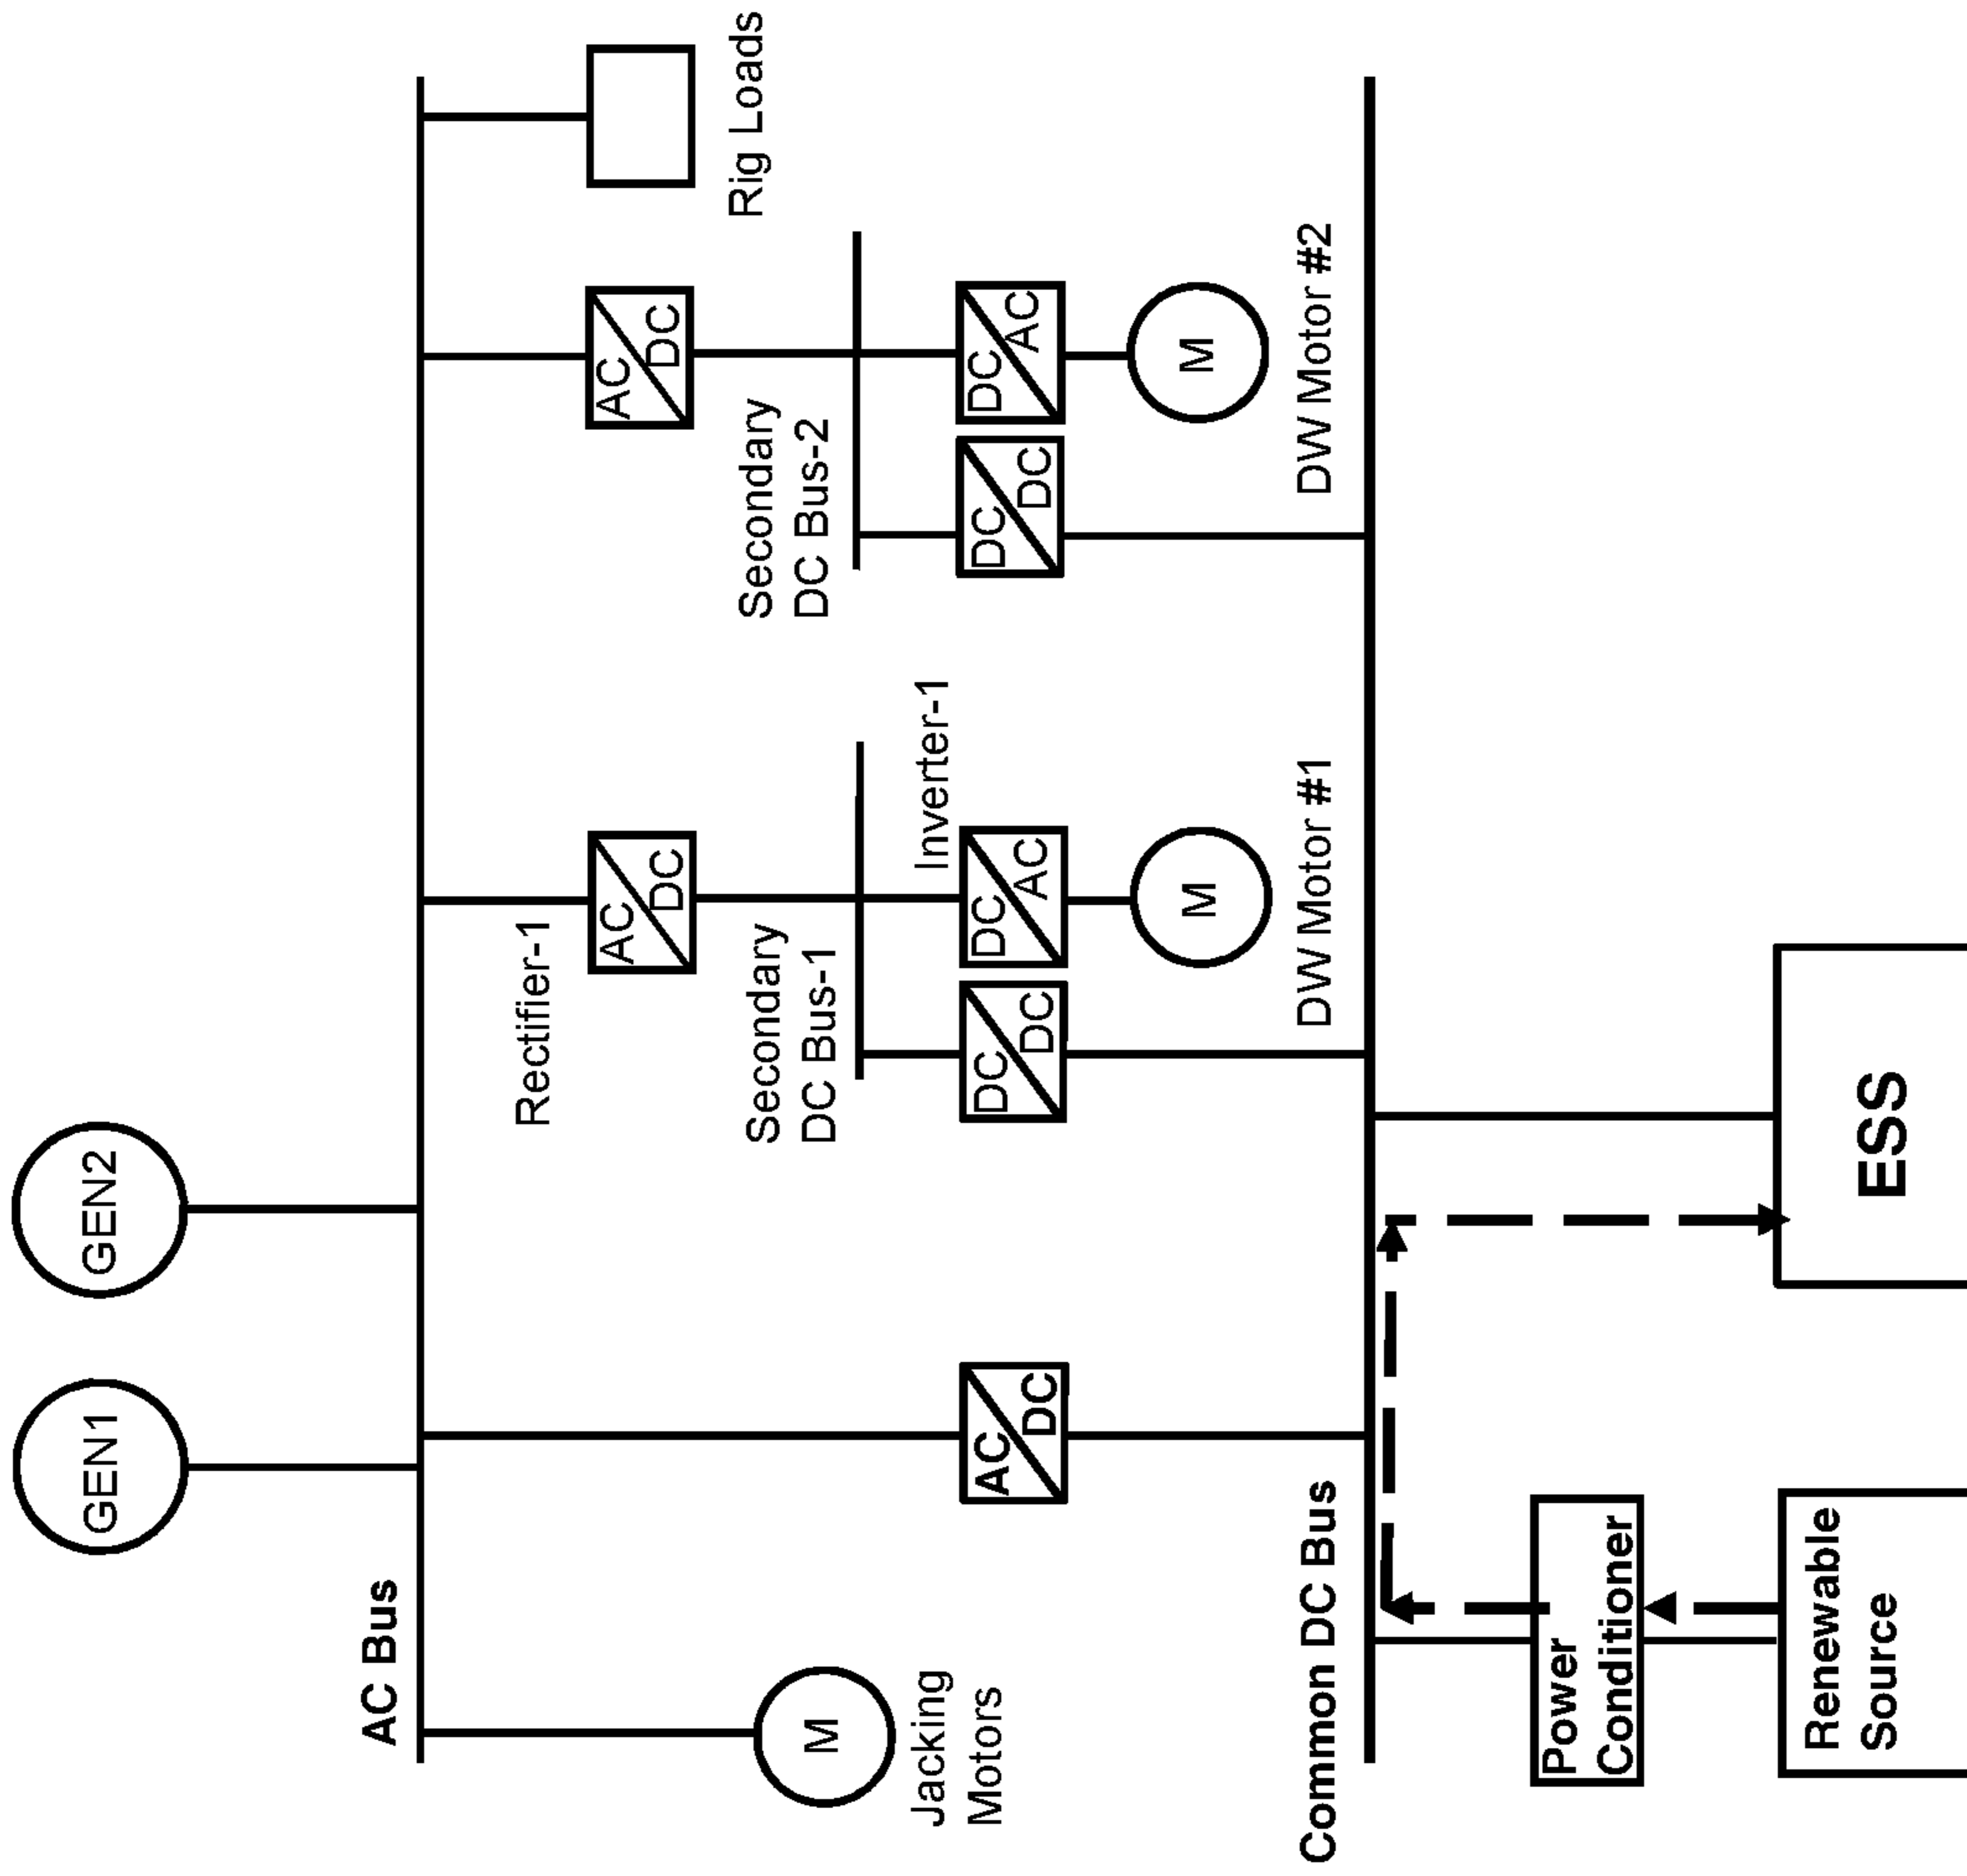 GEN1
GEN2
AC Bus
Rectifier-1
AC
DC
AC
DC
Rig Loads
Secondary
DC Bus-1
Secondary
DC Bus-2
M
Jacking
Motors
AC
DC
DC
DC
Inverter-1
DC
AC
DC
DC
DC
AC
M
M
DW Motor #1
DW Motor #2
Common DC Bus
Power
Conditioner
Renewable
Source
ESS